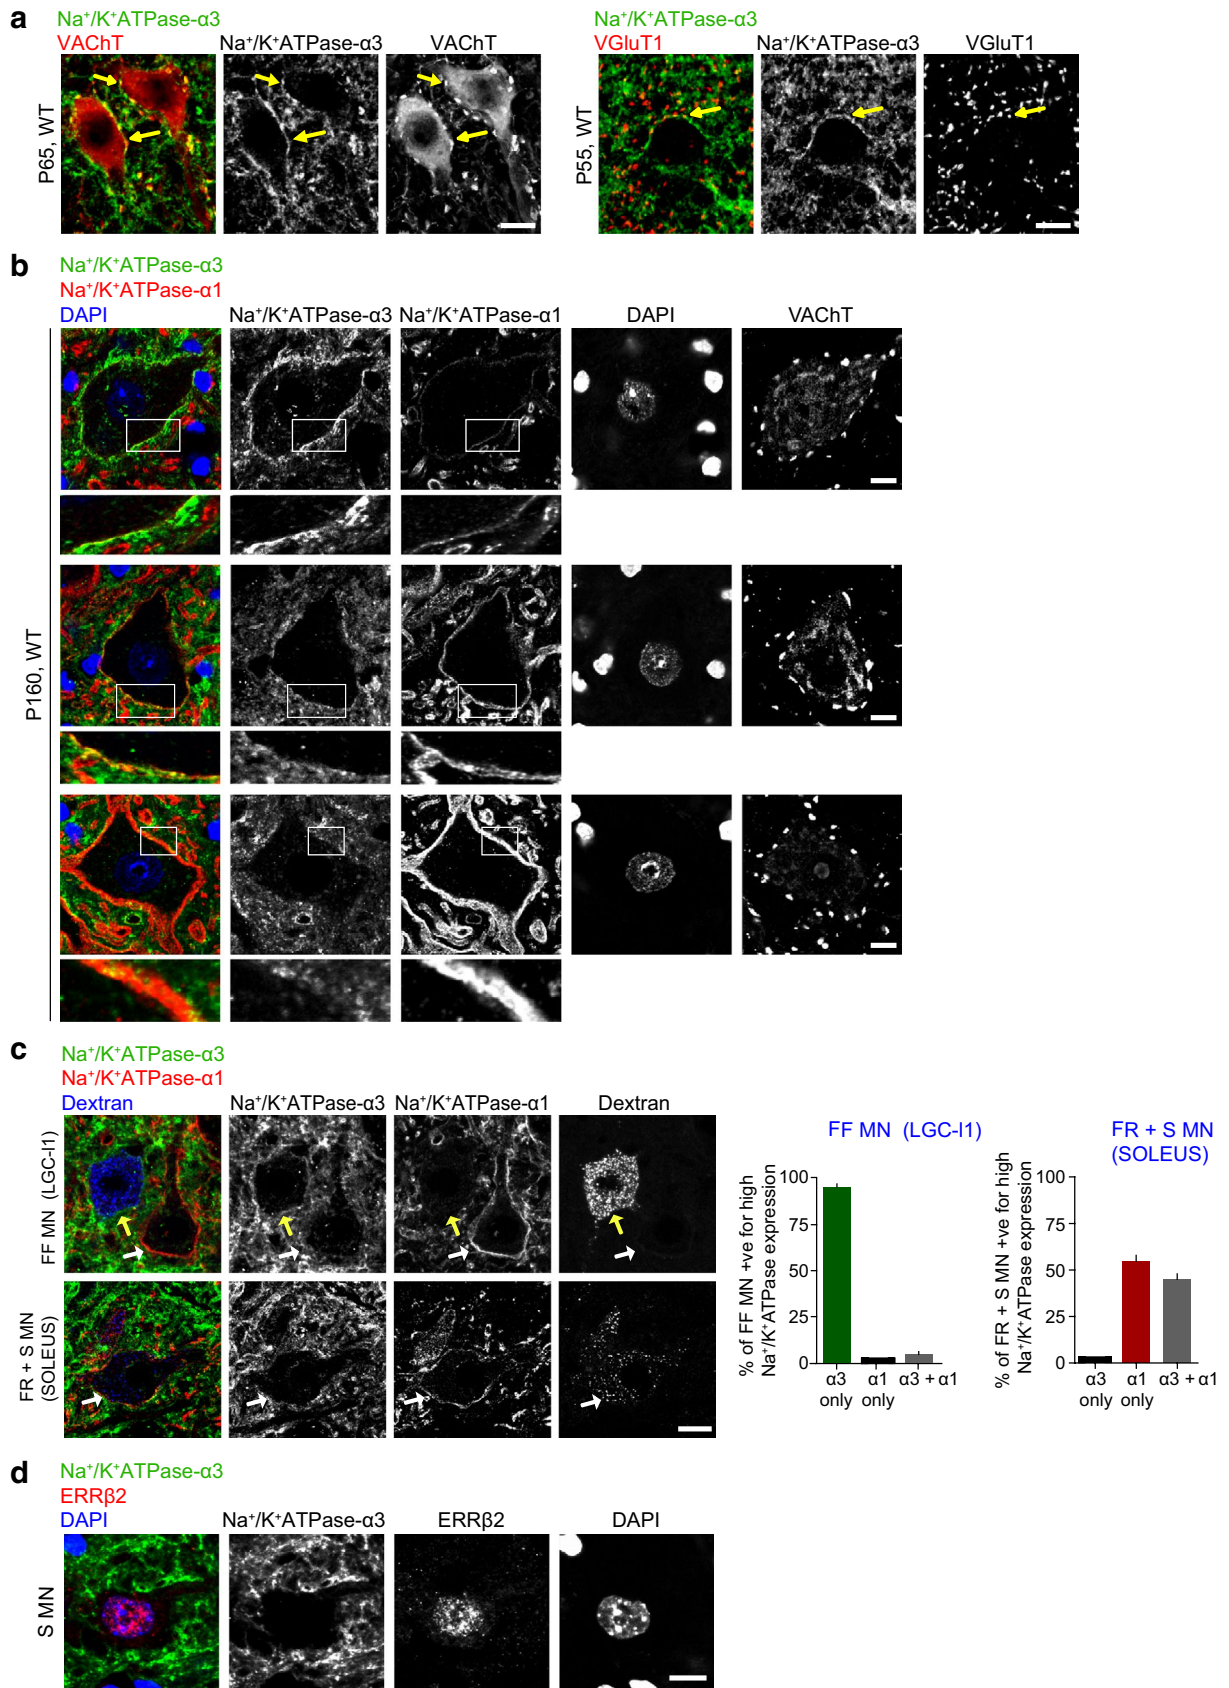 a
Na⁺/K⁺ATPase-α3
VAChT
Na⁺/K⁺ATPase-α3
VAChT
P65, WT
Na⁺/K⁺ATPase-α3
VGluT1
Na⁺/K⁺ATPase-α3
VGluT1
P55, WT
b
Na⁺/K⁺ATPase-α3
Na⁺/K⁺ATPase-α1
DAPI
Na⁺/K⁺ATPase-α3
Na⁺/K⁺ATPase-α1
DAPI
VAChT
P160, WT
c
Na⁺/K⁺ATPase-α3
Na⁺/K⁺ATPase-α1
Dextran
Na⁺/K⁺ATPase-α3
Na⁺/K⁺ATPase-α1
Dextran
FF MN (LGC-I1)
FR + S MN
(SOLEUS)
FF MN (LGC-I1)
% of FF MN +ve for high
Na⁺/K⁺ATPase expression
100
75
50
25
0
α3 only
α1 only
α3 + α1
FR + S MN
(SOLEUS)
% of FR + S MN +ve for high
Na⁺/K⁺ATPase expression
100
75
50
25
0
α3 only
α1 only
α3 + α1
d
Na⁺/K⁺ATPase-α3
ERRβ2
DAPI
Na⁺/K⁺ATPase-α3
ERRβ2
DAPI
S MN